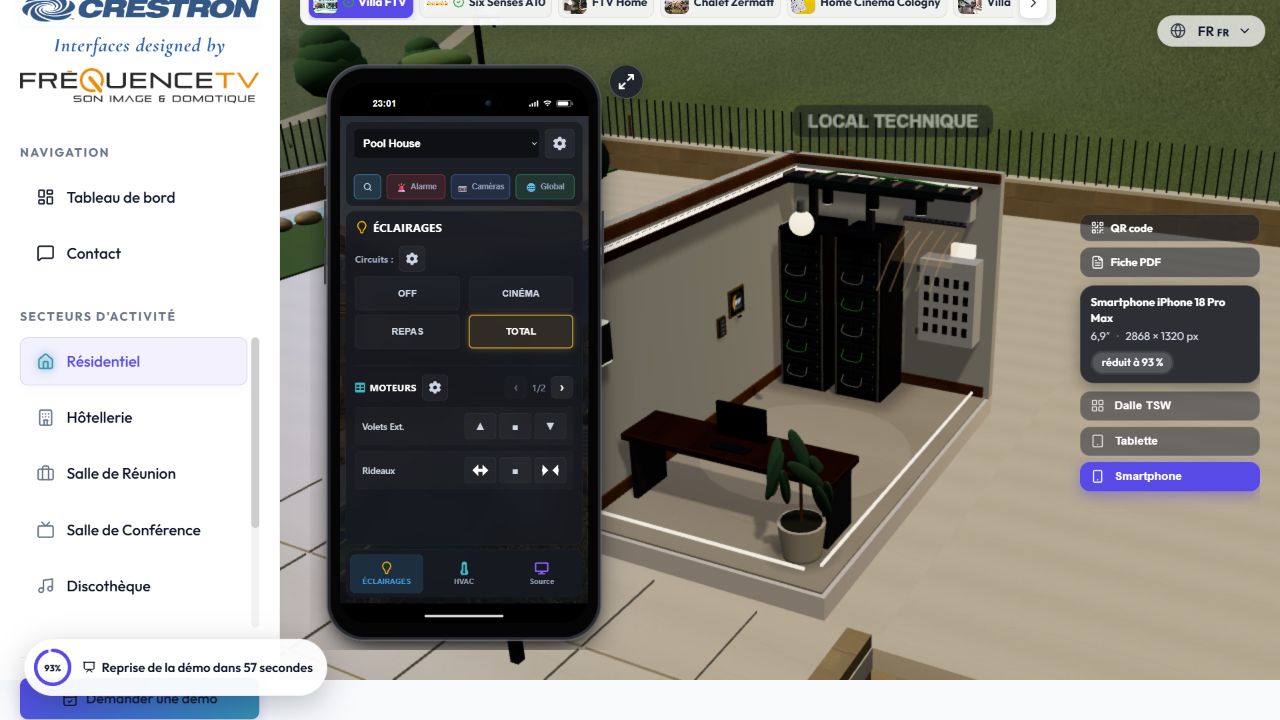 CRESTRON
Interfaces designed by
FRÉQUENCETV
SON IMAGE & DOMOTIQUE
NAVIGATION
Tableau de bord
Contact
SECTEURS D'ACTIVITÉ
Résidentiel
Hôtellerie
Salle de Réunion
Salle de Conférence
Discothèque
93%
Reprise de la démo dans 57 secondes
Demander une démo
Villa FTV
Six Senses A10
FTV Home
Chalet Zermatt
Home Cinema Cologny
Villa
FR FR
LOCAL TECHNIQUE
23:01
Pool House
Alarme
Caméras
Global
ÉCLAIRAGES
Circuits :
OFF
CINÉMA
REPAS
TOTAL
MOTEURS
1/2
Volets Ext.
Rideaux
ÉCLAIRAGES
HVAC
Source
QR code
Fiche PDF
Smartphone iPhone 18 Pro
Max
6,9" · 2868 × 1320 px
réduit à 93 %
Dalle TSW
Tablette
Smartphone